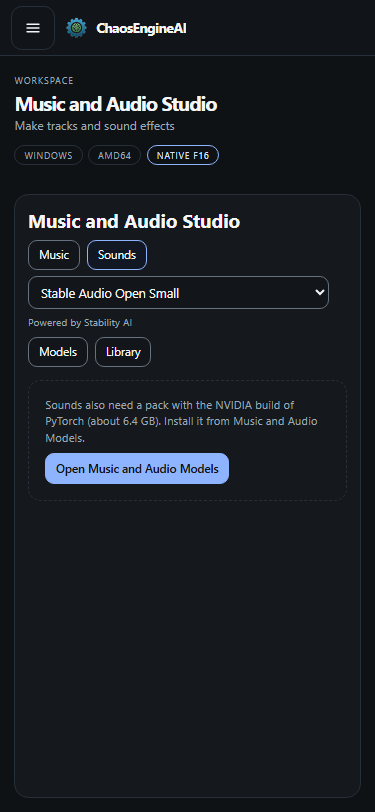 ChaosEngineAI
WORKSPACE
Music and Audio Studio
Make tracks and sound effects
WINDOWS AMD64 NATIVE F16
Music and Audio Studio
Music Sounds
Stable Audio Open Small
Powered by Stability AI
Models Library
Sounds also need a pack with the NVIDIA build of
PyTorch (about 6.4 GB). Install it from Music and Audio
Models.
Open Music and Audio Models